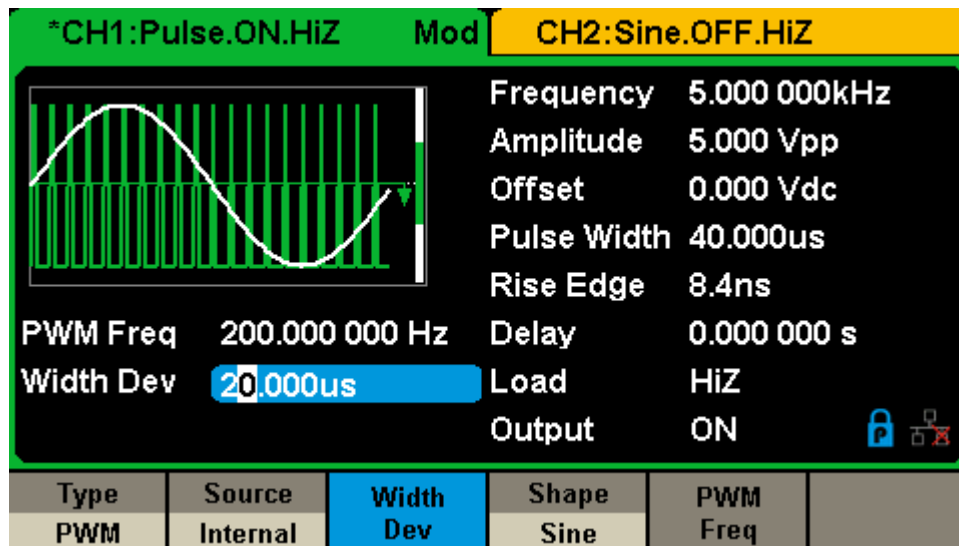 *CH1:Pulse.ON.HiZ Mod CH2:Sine.OFF.HiZ
Frequency 5.000 000kHz
Amplitude 5.000 Vpp
Offset 0.000 Vdc
Pulse Width 40.000us
Rise Edge 8.4ns
PWM Freq 200.000 000 Hz Delay 0.000 000 s
Width Dev 20.000us Load HiZ
Output ON P
Type Source Width Dev Shape PWM Freq
PWM Internal Sine